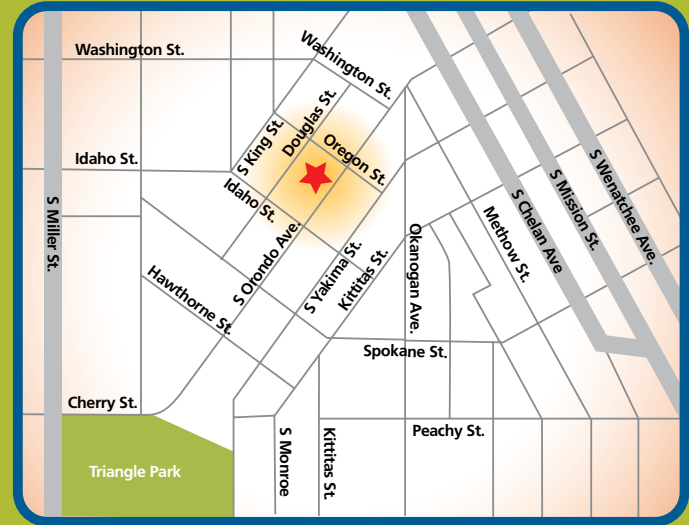 Washington St.
Washington St.
Douglas St.
S King St.
Oregon St.
Idaho St.
Idaho St.
S Miller St.
S Orondo Ave.
S Yakima St.
Kittitas St.
Okanogan Ave.
Methow St.
S Chelan Ave
S Mission St.
S Wenatchee Ave.
Hawthorne St.
Spokane St.
Cherry St.
Peachy St.
S Monroe
Kittitas St.
Triangle Park